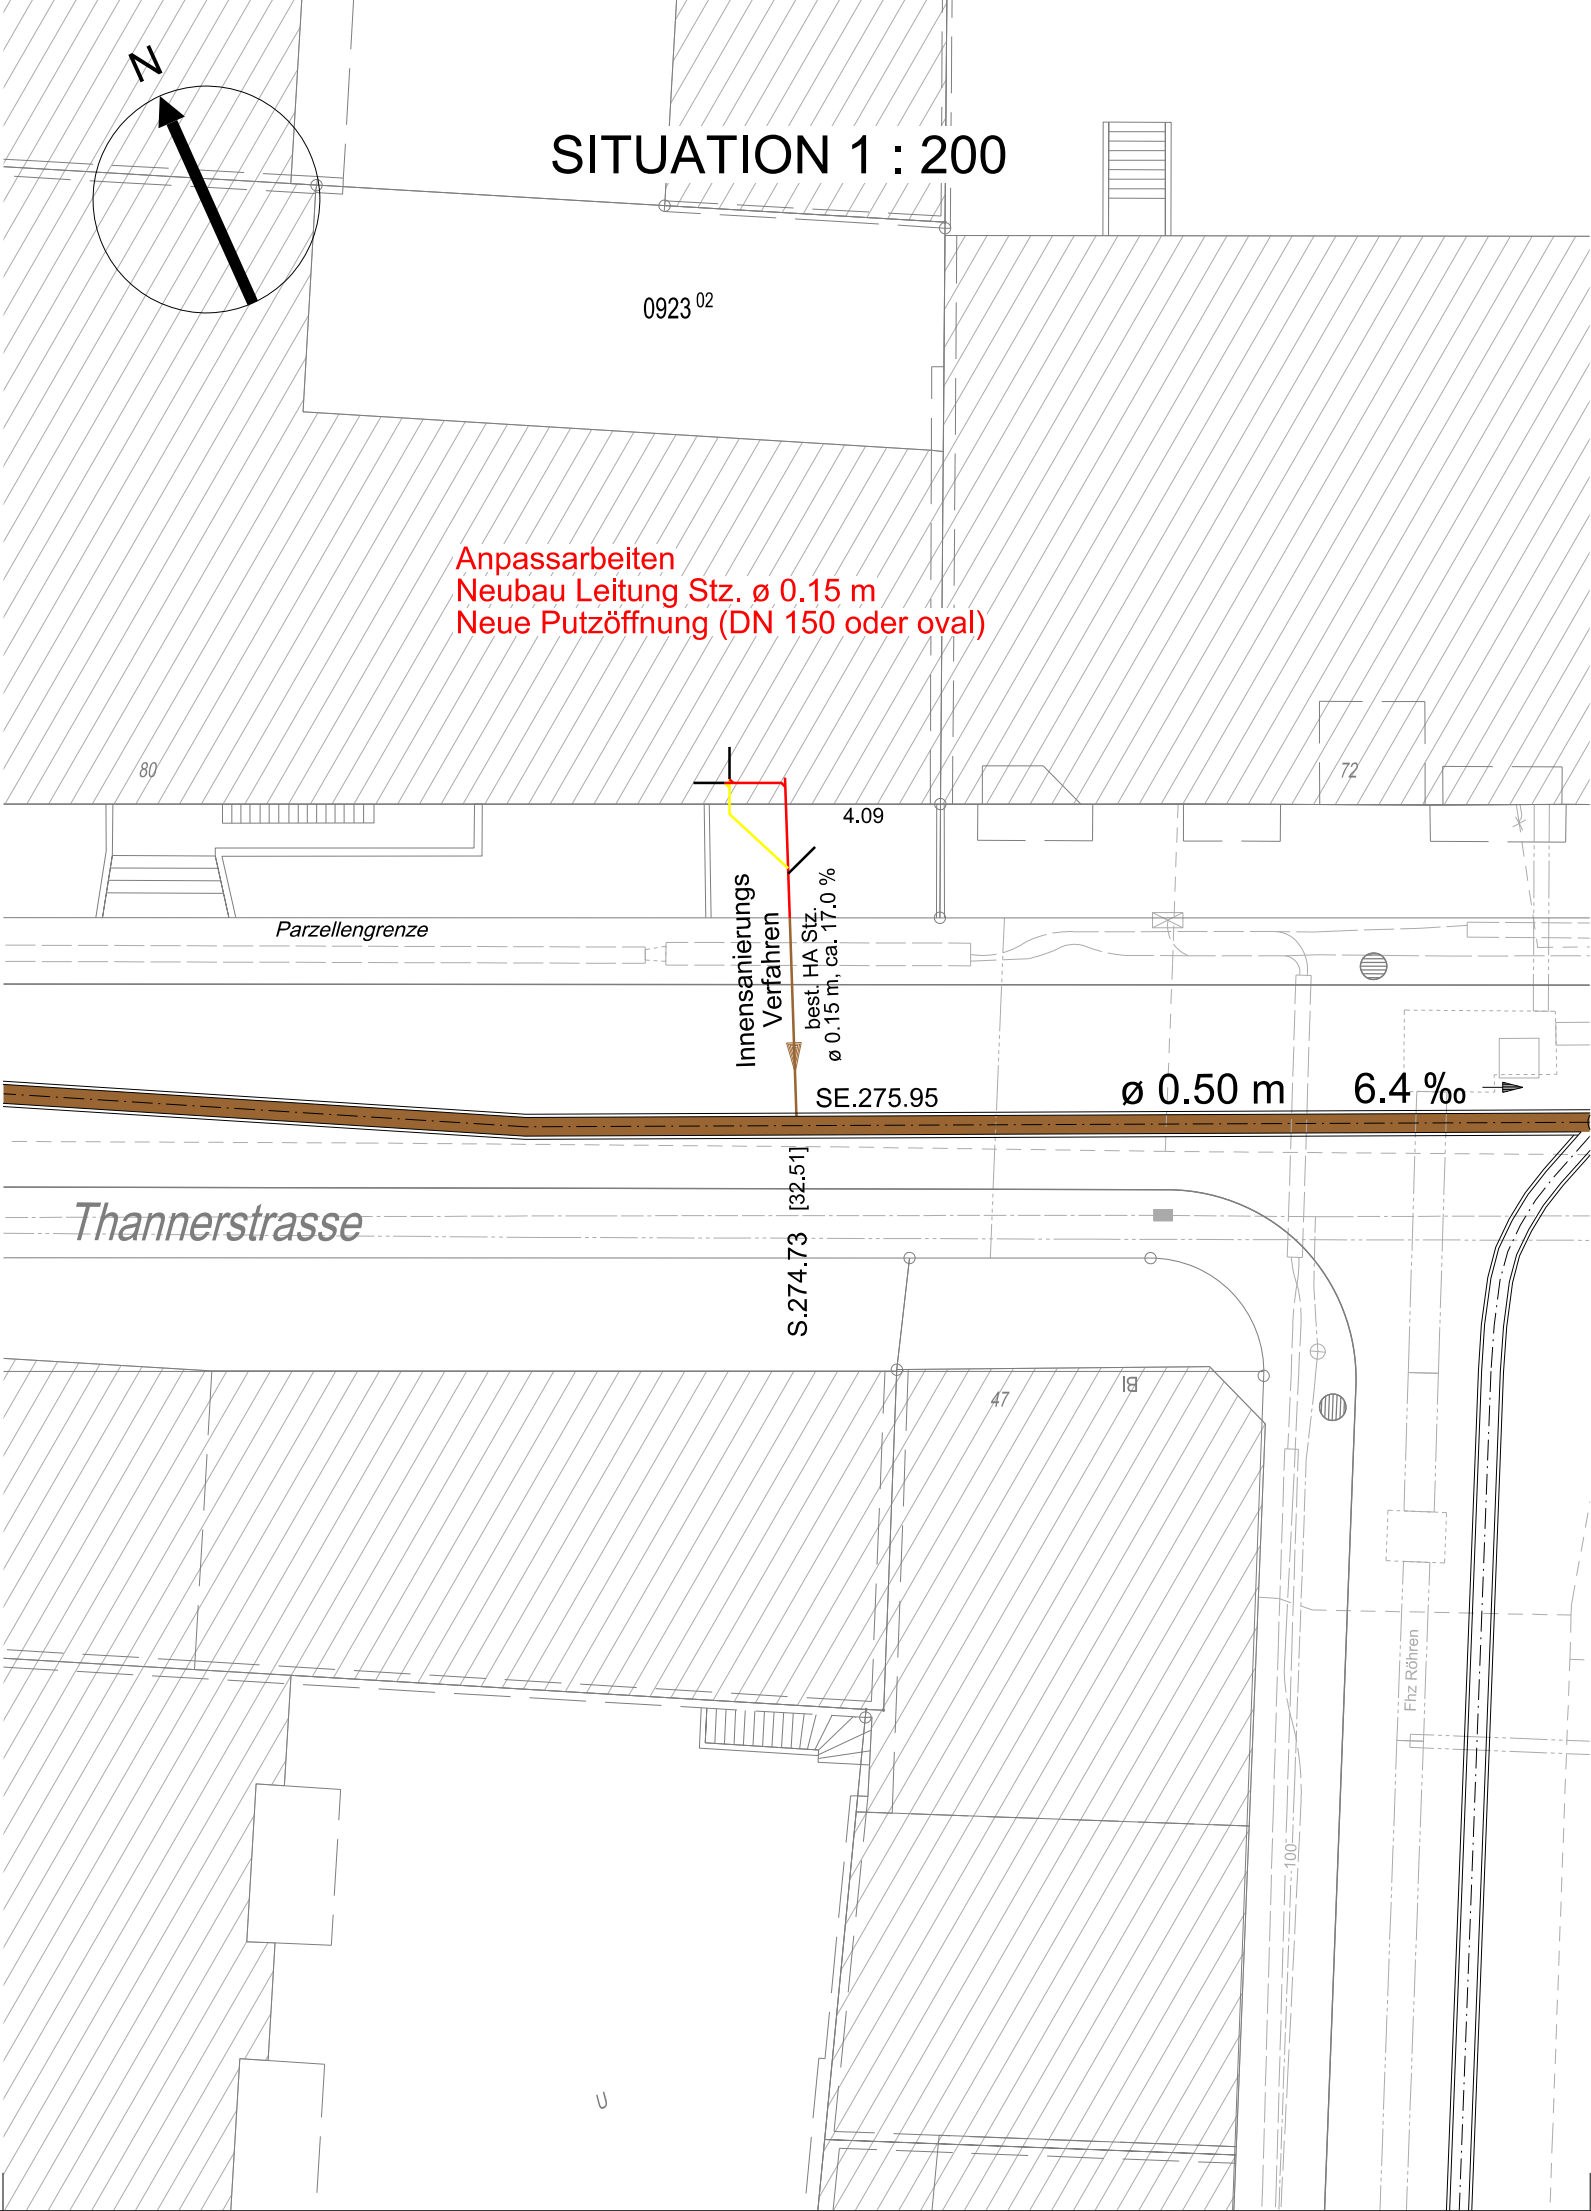 N
SITUATION 1 : 200
0923 02
Anpassarbeiten
Neubau Leitung Stz. ø 0.15 m
Neue Putzöffnung (DN 150 oder oval)
80
72
4.09
Parzellengrenze
Innensanierungs
Verfahren
best. HA Stz.
ø 0.15 m, ca. 17.0 %
SE.275.95
ø 0.50 m 6.4 ‰
Thannerstrasse
S.274.73 [32.51]
47
BI
Fhz Röhren
100
U